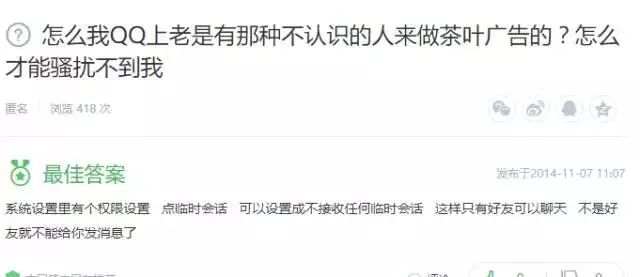 怎么我QQ上老是有那种不认识的人来做茶叶广告的？怎么
才能骚扰不到我
匿名 浏览 418 次
最佳答案
发布于2014-11-07 11:07
系统设置里有个权限设置 点临时会话 可以设置成不接收任何临时会话 这样只有好友可以聊天 不是好
友就不能给你发消息了